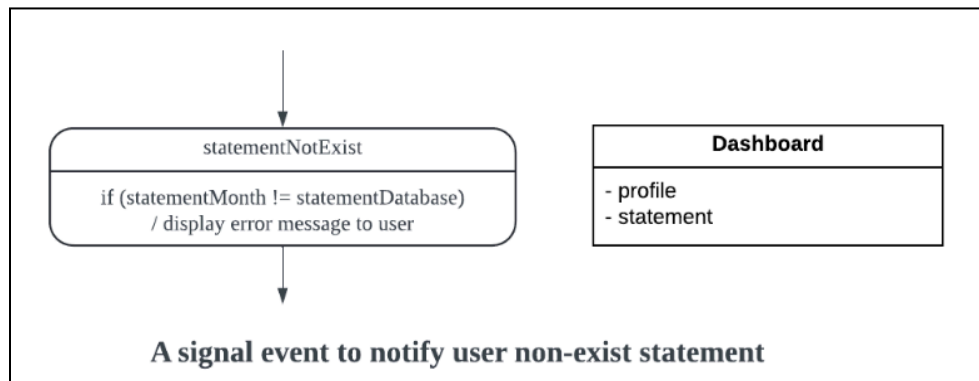 statementNotExist
if (statementMonth != statementDatabase)
/ display error message to user
Dashboard
- profile
- statement
A signal event to notify user non-exist statement